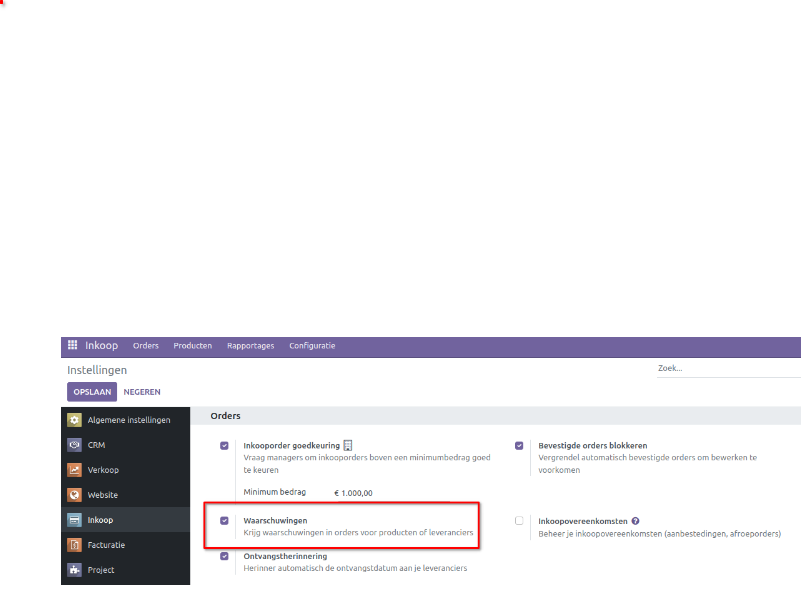 Inkoop Orders Producten Rapportages Configuratie
Instellingen
Zoek...
OPSLAAN NEGEREN
Algemene instellingen
CRM
Verkoop
Website
Inkoop
Facturatie
Project
Orders
Inkooporder goedkeuring
Vraag managers om inkooporders boven een minimumbedrag goed
te keuren
Minimum bedrag € 1.000,00
Bevestigde orders blokkeren
Vergrendel automatisch bevestigde orders om bewerken te
voorkomen
Waarschuwingen
Krijg waarschuwingen in orders voor producten of leveranciers
Inkoopovereenkomsten ?
Beheer je inkoopovereenkomsten (aanbestedingen, afroeporders)
Ontvangstherinnering
Herinner automatisch de ontvangstdatum aan je leveranciers